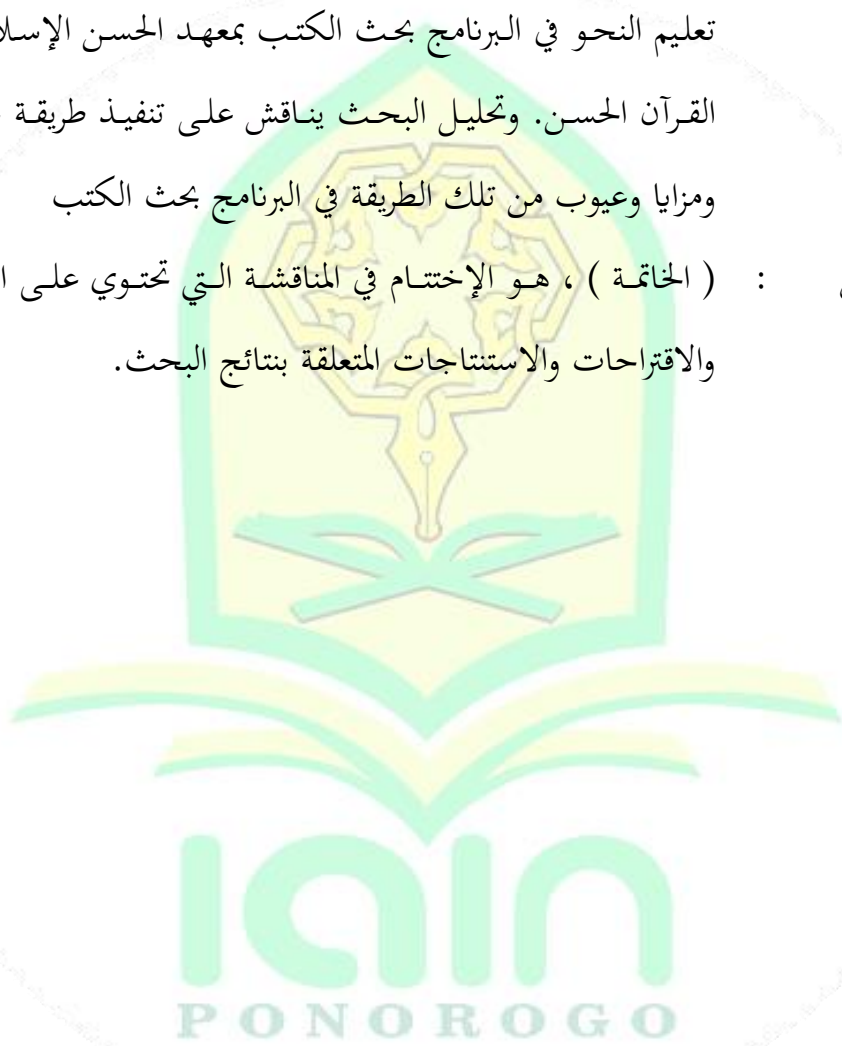 تعليم النحو في البرنامج بحث الكتب بمعهد الحسن
القرآن الحسن. وتحليل البحث يناقش على تنفيذ طريقة
ومزايا وعيوب من تلك الطريقة في البرنامج بحث الكتب
: ( الخاتمة ) ، هو الإختتام في المناقشة التي تحتوي على
والاقتراحات والاستنتاجات المتعلقة بنتائج البحث.
iain
PONOROGO